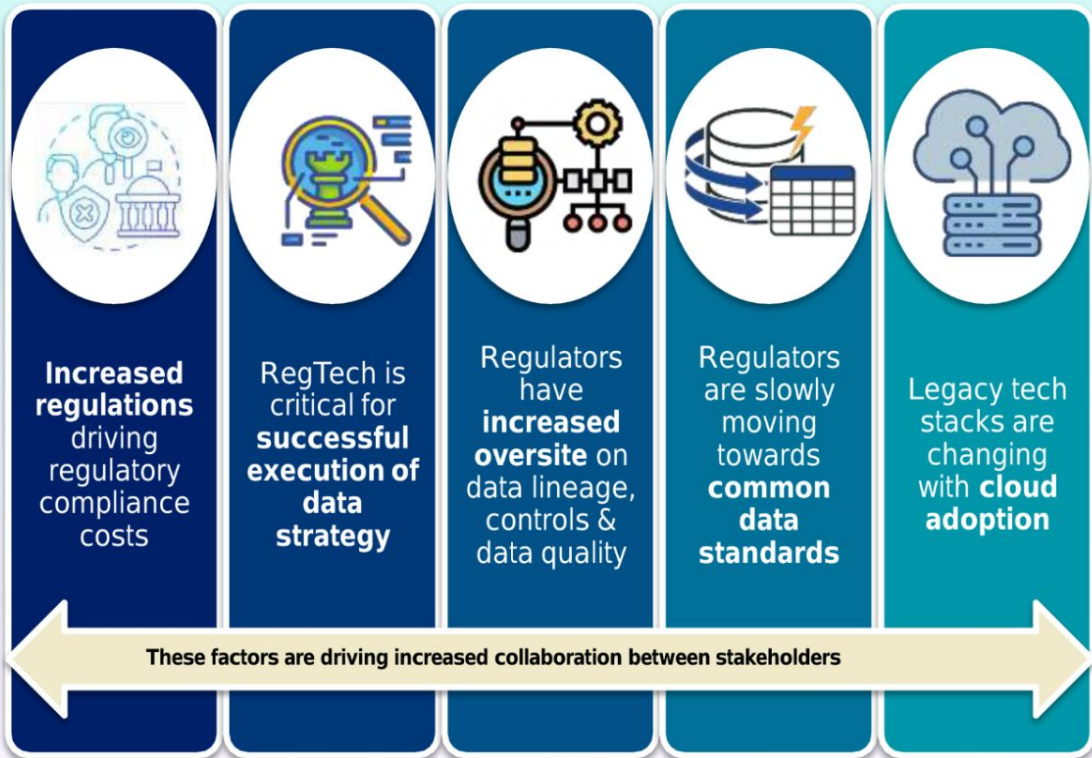 Increased
regulations
driving
regulatory
compliance
costs
RegTech is
critical for
successful
execution of
data
strategy
Regulators
have
increased
oversite on
data lineage,
controls &
data quality
Regulators
are slowly
moving
towards
common
data
standards
Legacy tech
stacks are
changing
with cloud
adoption
These factors are driving increased collaboration between stakeholders